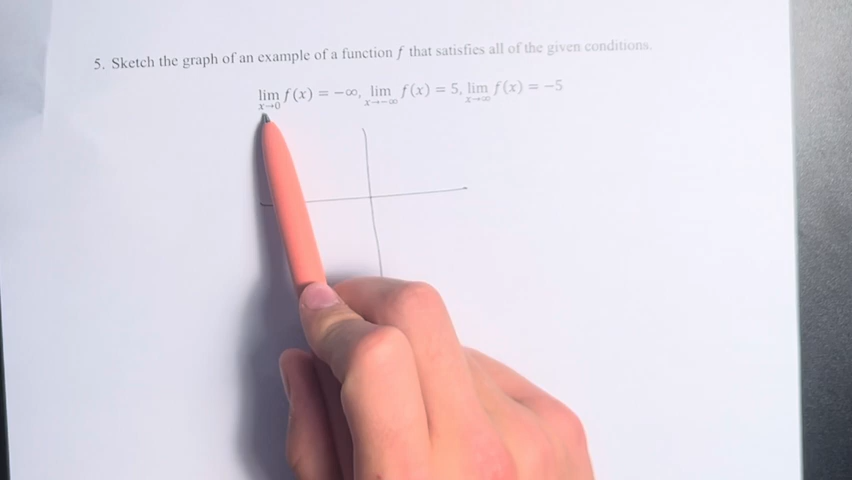 5. Sketch the graph of an example of a function f that satisfies all of the given conditions.
lim f(x) = −∞, lim f(x) = 5, lim f(x) = −5
x→0 x→−∞ x→∞